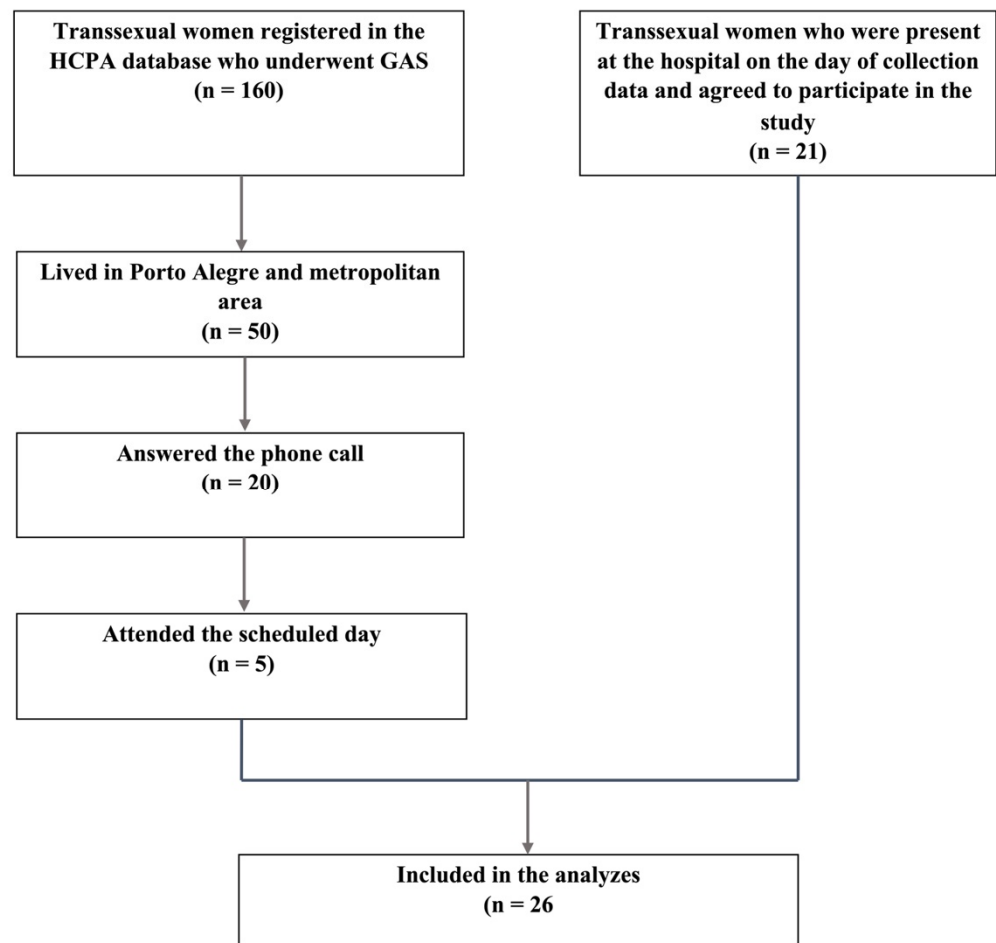 Transsexual women registered in the
HCPA database who underwent GAS
(n = 160)
Transsexual women who were present
at the hospital on the day of collection
data and agreed to participate in the
study
(n = 21)
Lived in Porto Alegre and metropolitan
area
(n = 50)
Answered the phone call
(n = 20)
Attended the scheduled day
(n = 5)
Included in the analyzes
(n = 26